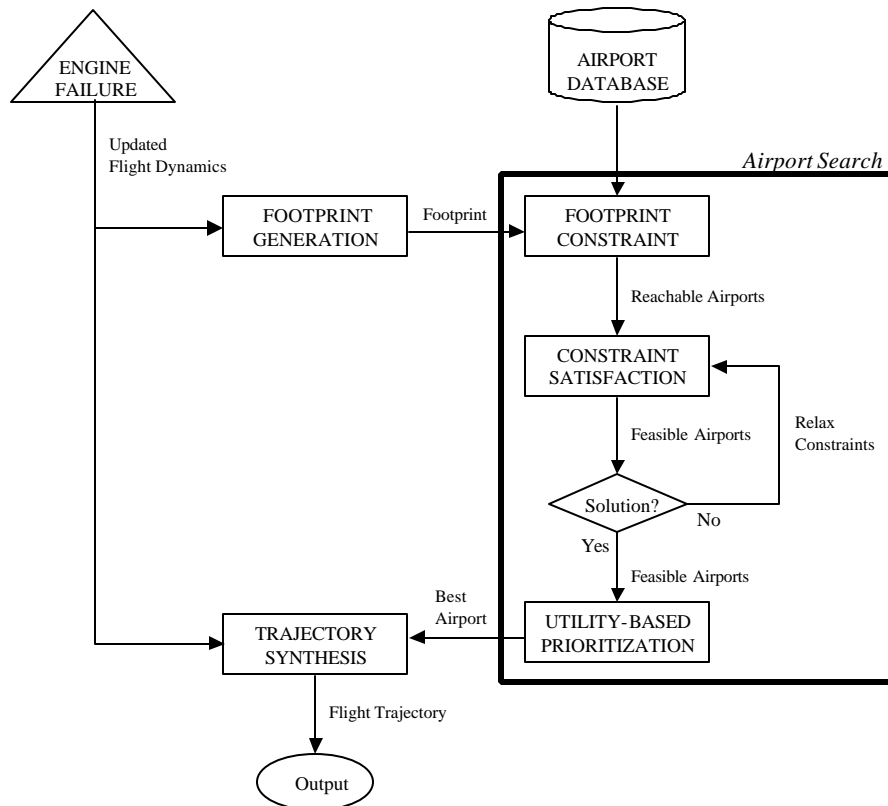 ENGINE
FAILURE
AIRPORT
DATABASE
Updated
Flight Dynamics
Airport Search
FOOTPRINT
GENERATION
Footprint
FOOTPRINT
CONSTRAINT
Reachable Airports
CONSTRAINT
SATISFACTION
Feasible Airports
Relax
Constraints
Solution?
No
Yes
Feasible Airports
Best
Airport
TRAJECTORY
SYNTHESIS
UTILITY-BASED
PRIORITIZATION
Flight Trajectory
Output